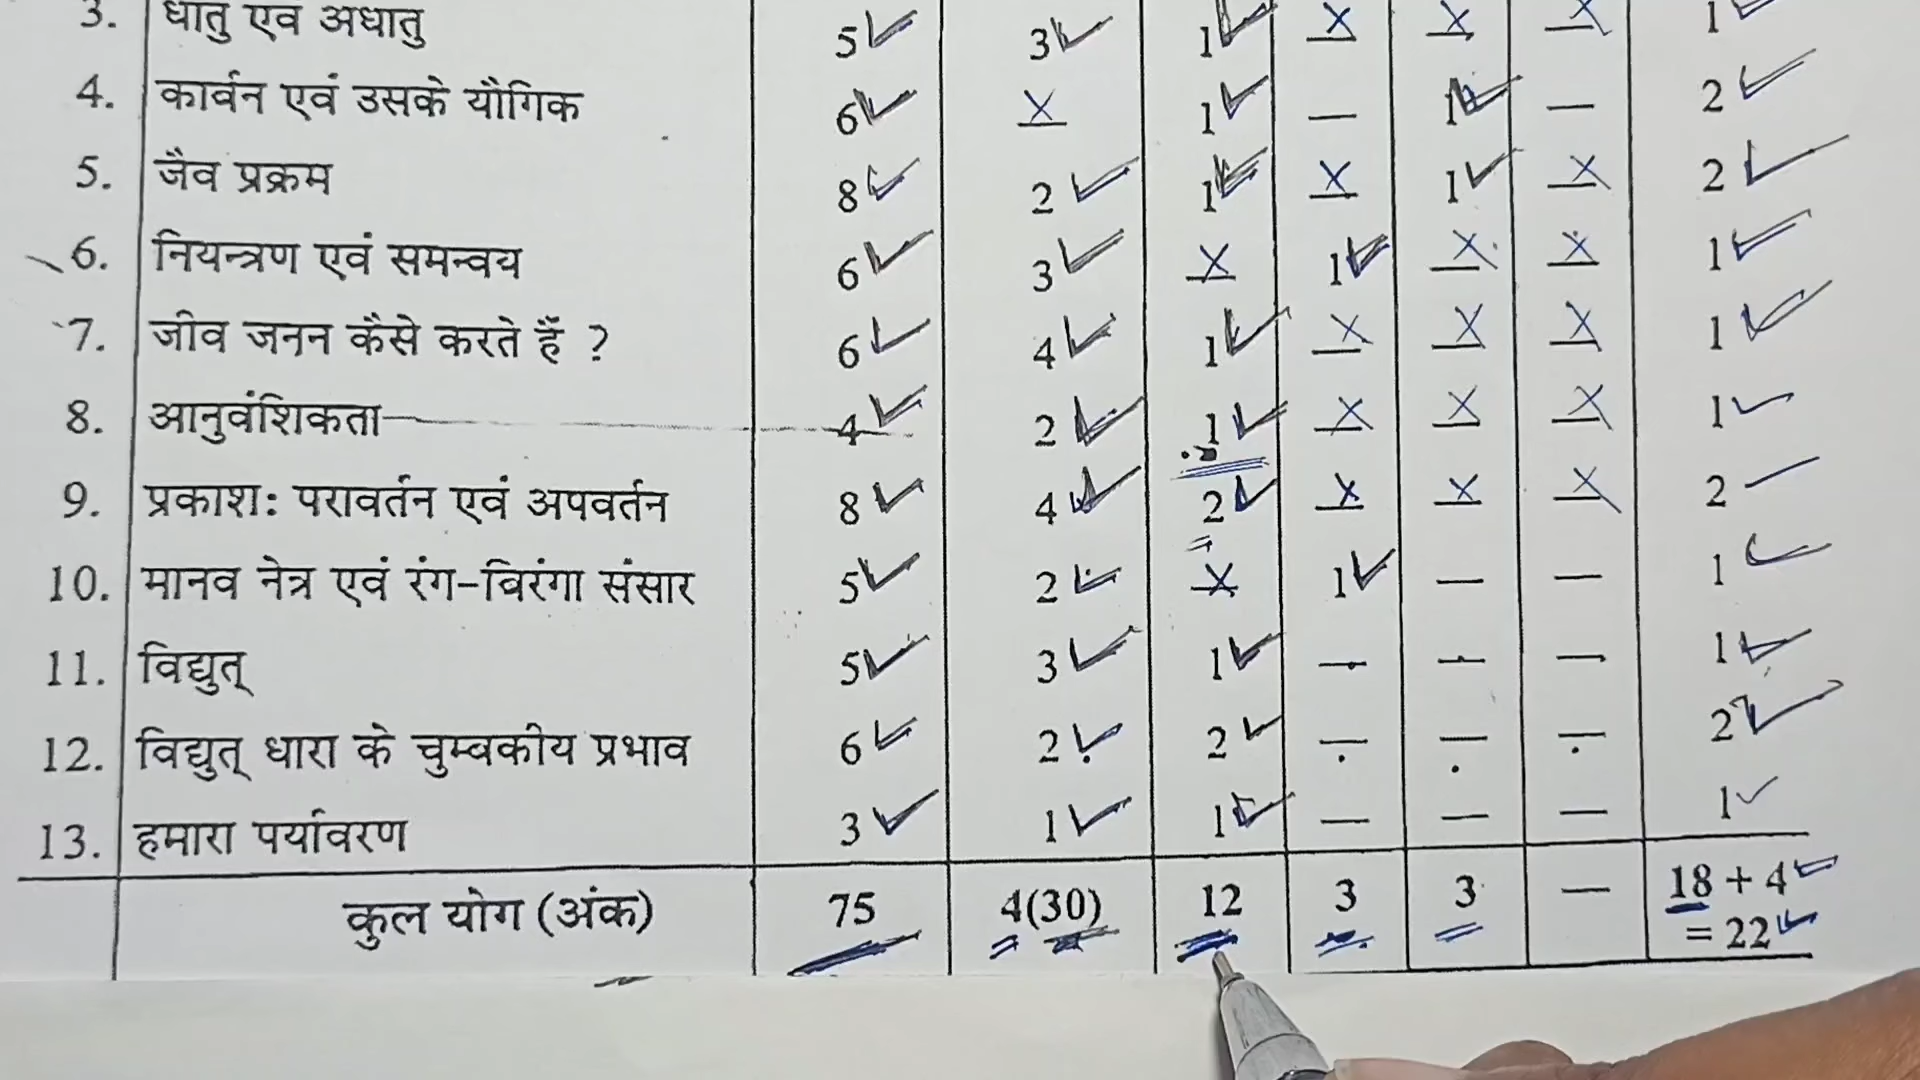 3. धातु एवं अधातु 5 3 1 — — — 1
4. कार्वन एवं उसके यौगिक 6 — 1 — 1 — 2
5. जैव प्रक्रम 8 2 1 — 1 — 2
6. नियन्त्रण एवं समन्वय 6 3 — 1 — — 1
7. जीव जनन कैसे करते हैं ? 6 4 1 — — — 1
8. आनुवंशिकता 4 2 1 — — — 1
9. प्रकाश: परावर्तन एवं अपवर्तन 8 4 2 — — — 2
10. मानव नेत्र एवं रंग-विरंगा संसार 5 2 — 1 — — 1
11. विद्युत् 5 3 1 — — — 1
12. विद्युत् धारा के चुम्वकीय प्रभाव 6 2 2 — — — 2
13. हमारा पर्यावरण 3 1 1 — — — 1
कुल योग (अंक) 75 4(30) 12 3 3 — 18 + 4
= 22